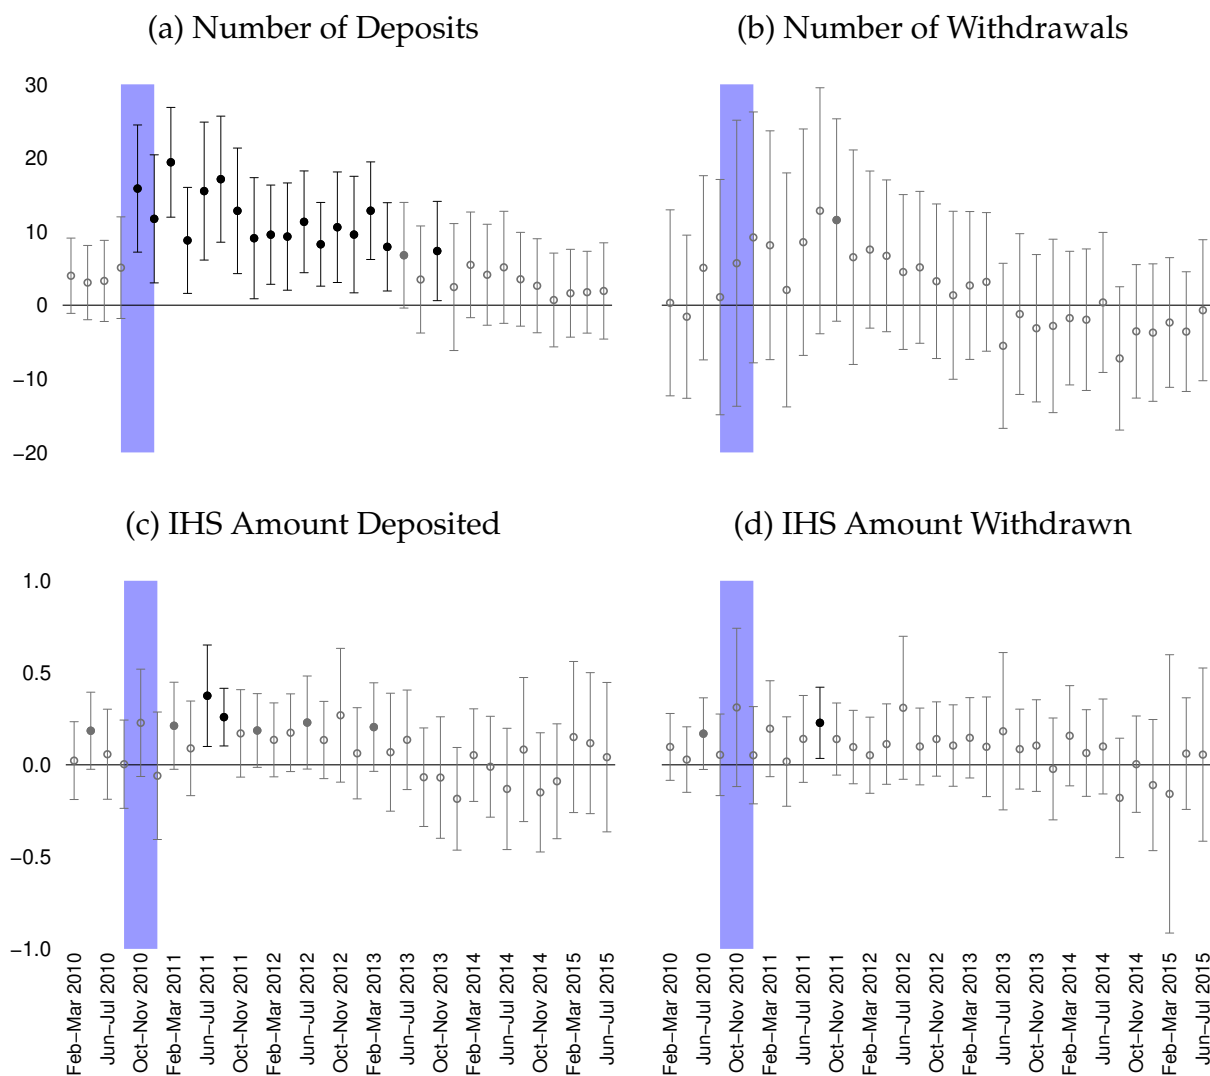 (a) Number of Deposits
(b) Number of Withdrawals
30
20
10
0
−10
−20
(c) IHS Amount Deposited
(d) IHS Amount Withdrawn
1.0
0.5
0.0
−0.5
−1.0
Feb−Mar 2010
Jun−Jul 2010
Oct−Nov 2010
Feb−Mar 2011
Jun−Jul 2011
Oct−Nov 2011
Feb−Mar 2012
Jun−Jul 2012
Oct−Nov 2012
Feb−Mar 2013
Jun−Jul 2013
Oct−Nov 2013
Feb−Mar 2014
Jun−Jul 2014
Oct−Nov 2014
Feb−Mar 2015
Jun−Jul 2015
Feb−Mar 2010
Jun−Jul 2010
Oct−Nov 2010
Feb−Mar 2011
Jun−Jul 2011
Oct−Nov 2011
Feb−Mar 2012
Jun−Jul 2012
Oct−Nov 2012
Feb−Mar 2013
Jun−Jul 2013
Oct−Nov 2013
Feb−Mar 2014
Jun−Jul 2014
Oct−Nov 2014
Feb−Mar 2015
Jun−Jul 2015